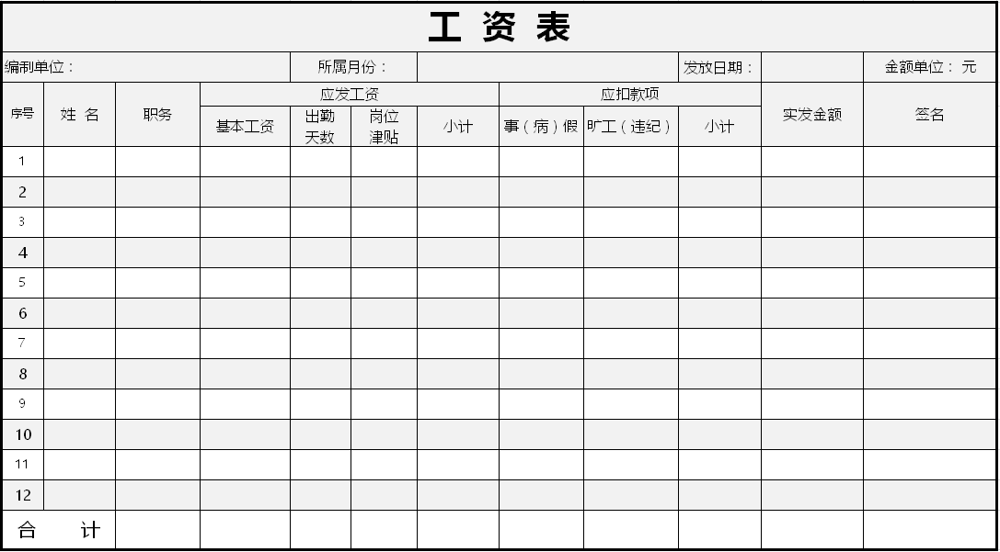 工 资 表
编制单位： 所属月份： 发放日期： 金额单位： 元
序号 姓 名 职务 应发工资 应扣款项 实发金额 签名
基本工资 出勤天数 岗位津贴 小计 事（病）假 旷工（违纪） 小计
1
2
3
4
5
6
7
8
9
10
11
12
合 计